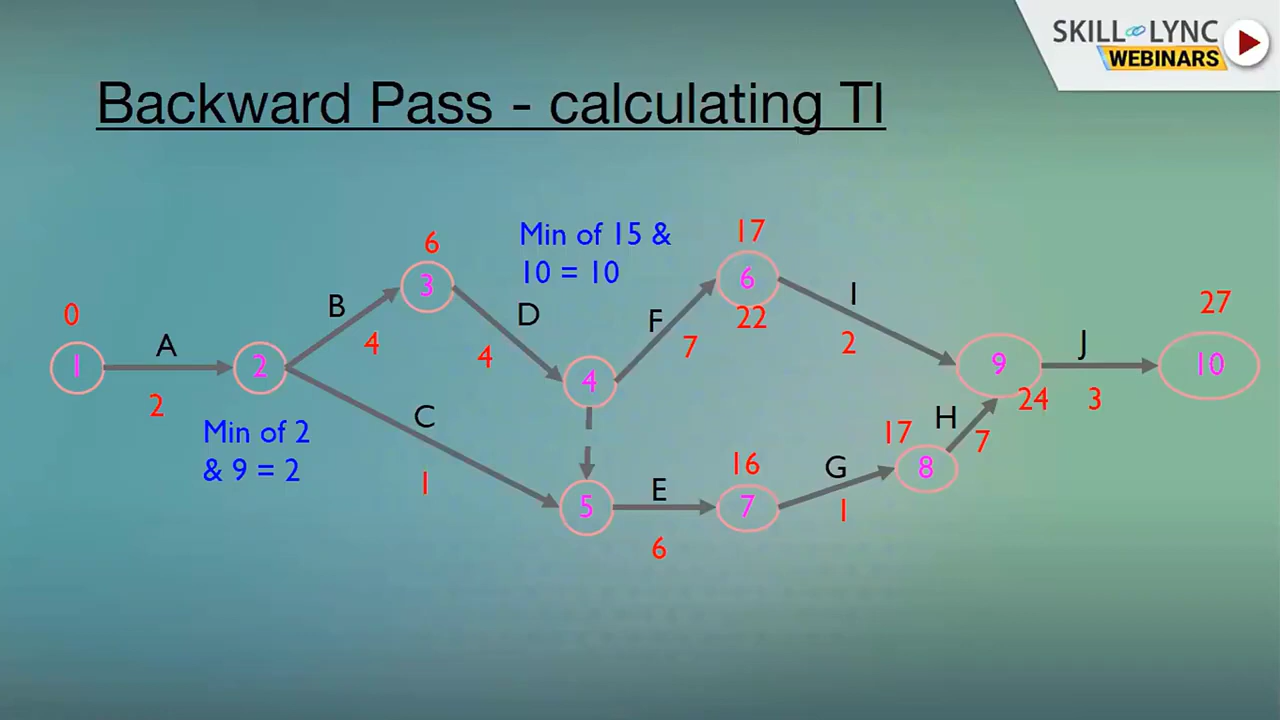 SKILL LYNC
WEBINARS
Backward Pass - calculating Tl
6
Min of 15 &
10 = 10
17
0
B
3
D
F
6
22
I
27
A
4
4
7
2
J
1
2
4
9
10
2
Min of 2
& 9 = 2
C
1
24
3
17
H
7
16
G
8
5
E
7
1
6